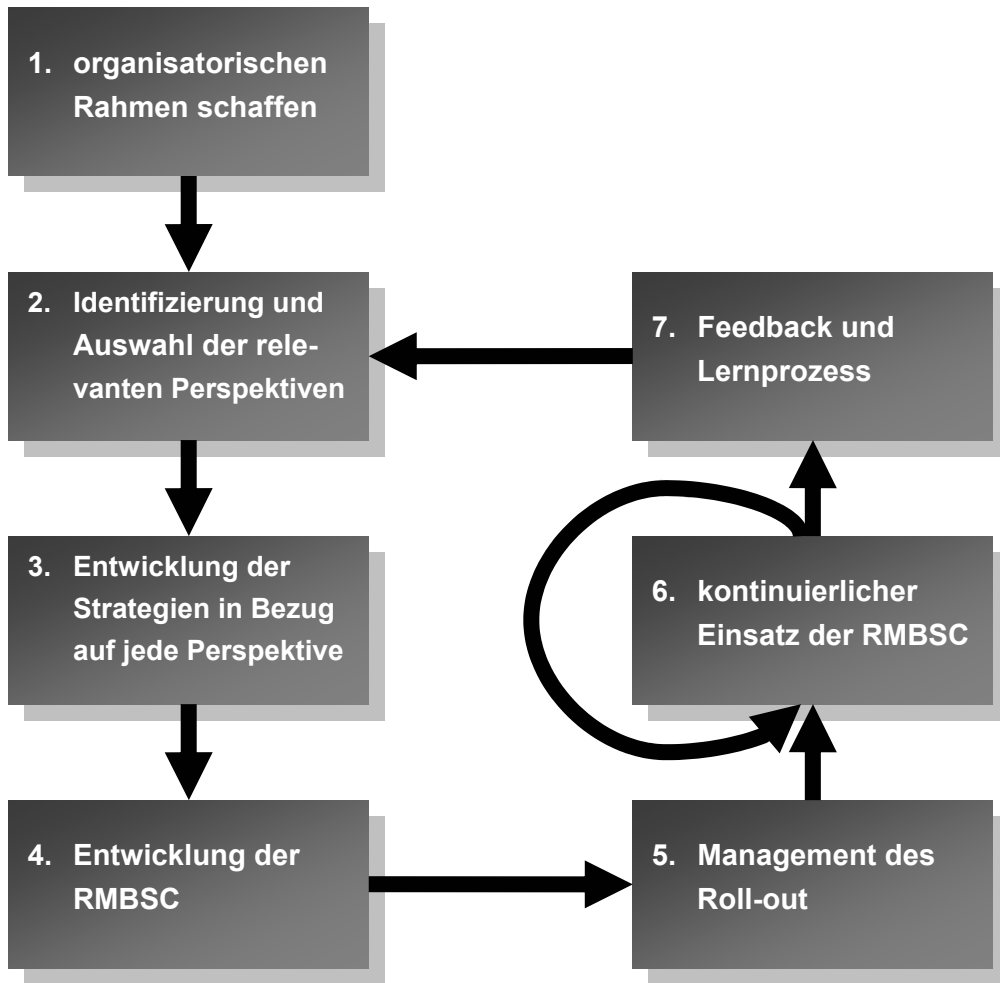 1. organisatorischen
Rahmen schaffen
2. Identifizierung und
Auswahl der rele-
vanten Perspektiven
3. Entwicklung der
Strategien in Bezug
auf jede Perspektive
4. Entwicklung der
RMBSC
5. Management des
Roll-out
6. kontinuierlicher
Einsatz der RMBSC
7. Feedback und
Lernprozess